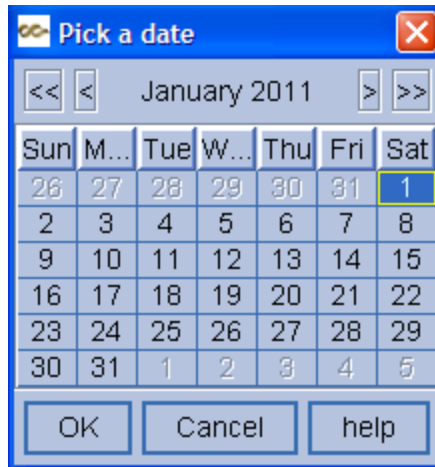 Pick a date
<< < January 2011 > >>
Sun M... Tue W... Thu Fri Sat
26 27 28 29 30 31 1
2 3 4 5 6 7 8
9 10 11 12 13 14 15
16 17 18 19 20 21 22
23 24 25 26 27 28 29
30 31 1 2 3 4 5
OK Cancel help